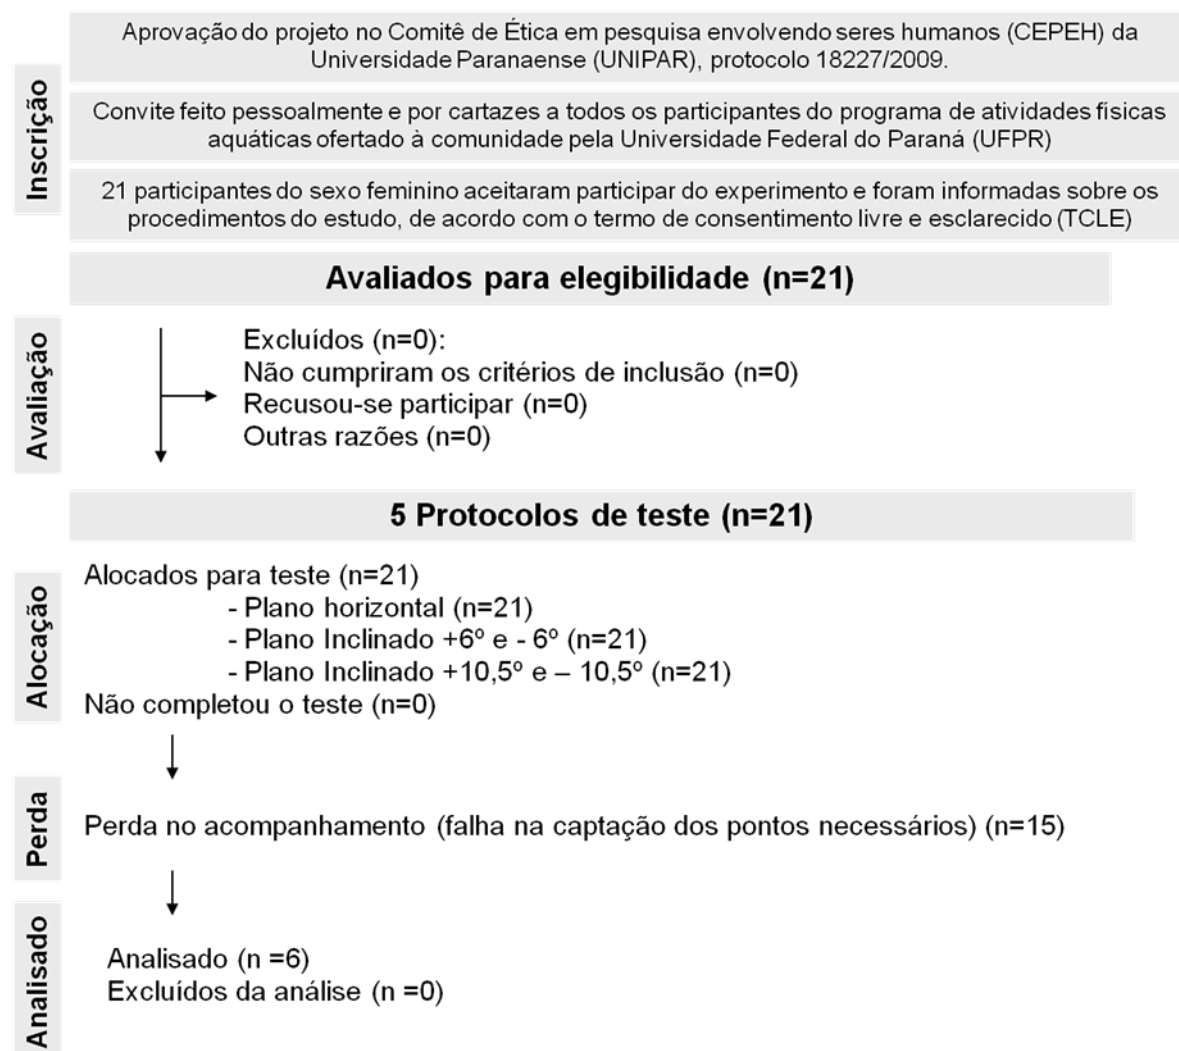 Inscrição
Aprovação do projeto no Comitê de Ética em pesquisa envolvendo seres humanos (CEPEH) da
Universidade Paranaense (UNIPAR), protocolo 18227/2009.
Convite feito pessoalmente e por cartazes a todos os participantes do programa de atividades físicas
aquáticas ofertado à comunidade pela Universidade Federal do Paraná (UFPR)
21 participantes do sexo feminino aceitaram participar do experimento e foram informadas sobre os
procedimentos do estudo, de acordo com o termo de consentimento livre e esclarecido (TCLE)
Avaliados para elegibilidade (n=21)
Avaliação
Excluídos (n=0):
Não cumpriram os critérios de inclusão (n=0)
Recusou-se participar (n=0)
Outras razões (n=0)
5 Protocolos de teste (n=21)
Alocação
Alocados para teste (n=21)
- Plano horizontal (n=21)
- Plano Inclinado +6º e - 6º (n=21)
- Plano Inclinado +10,5º e – 10,5º (n=21)
Não completou o teste (n=0)
Perda
Perda no acompanhamento (falha na captação dos pontos necessários) (n=15)
Analisado
Analisado (n =6)
Excluídos da análise (n =0)